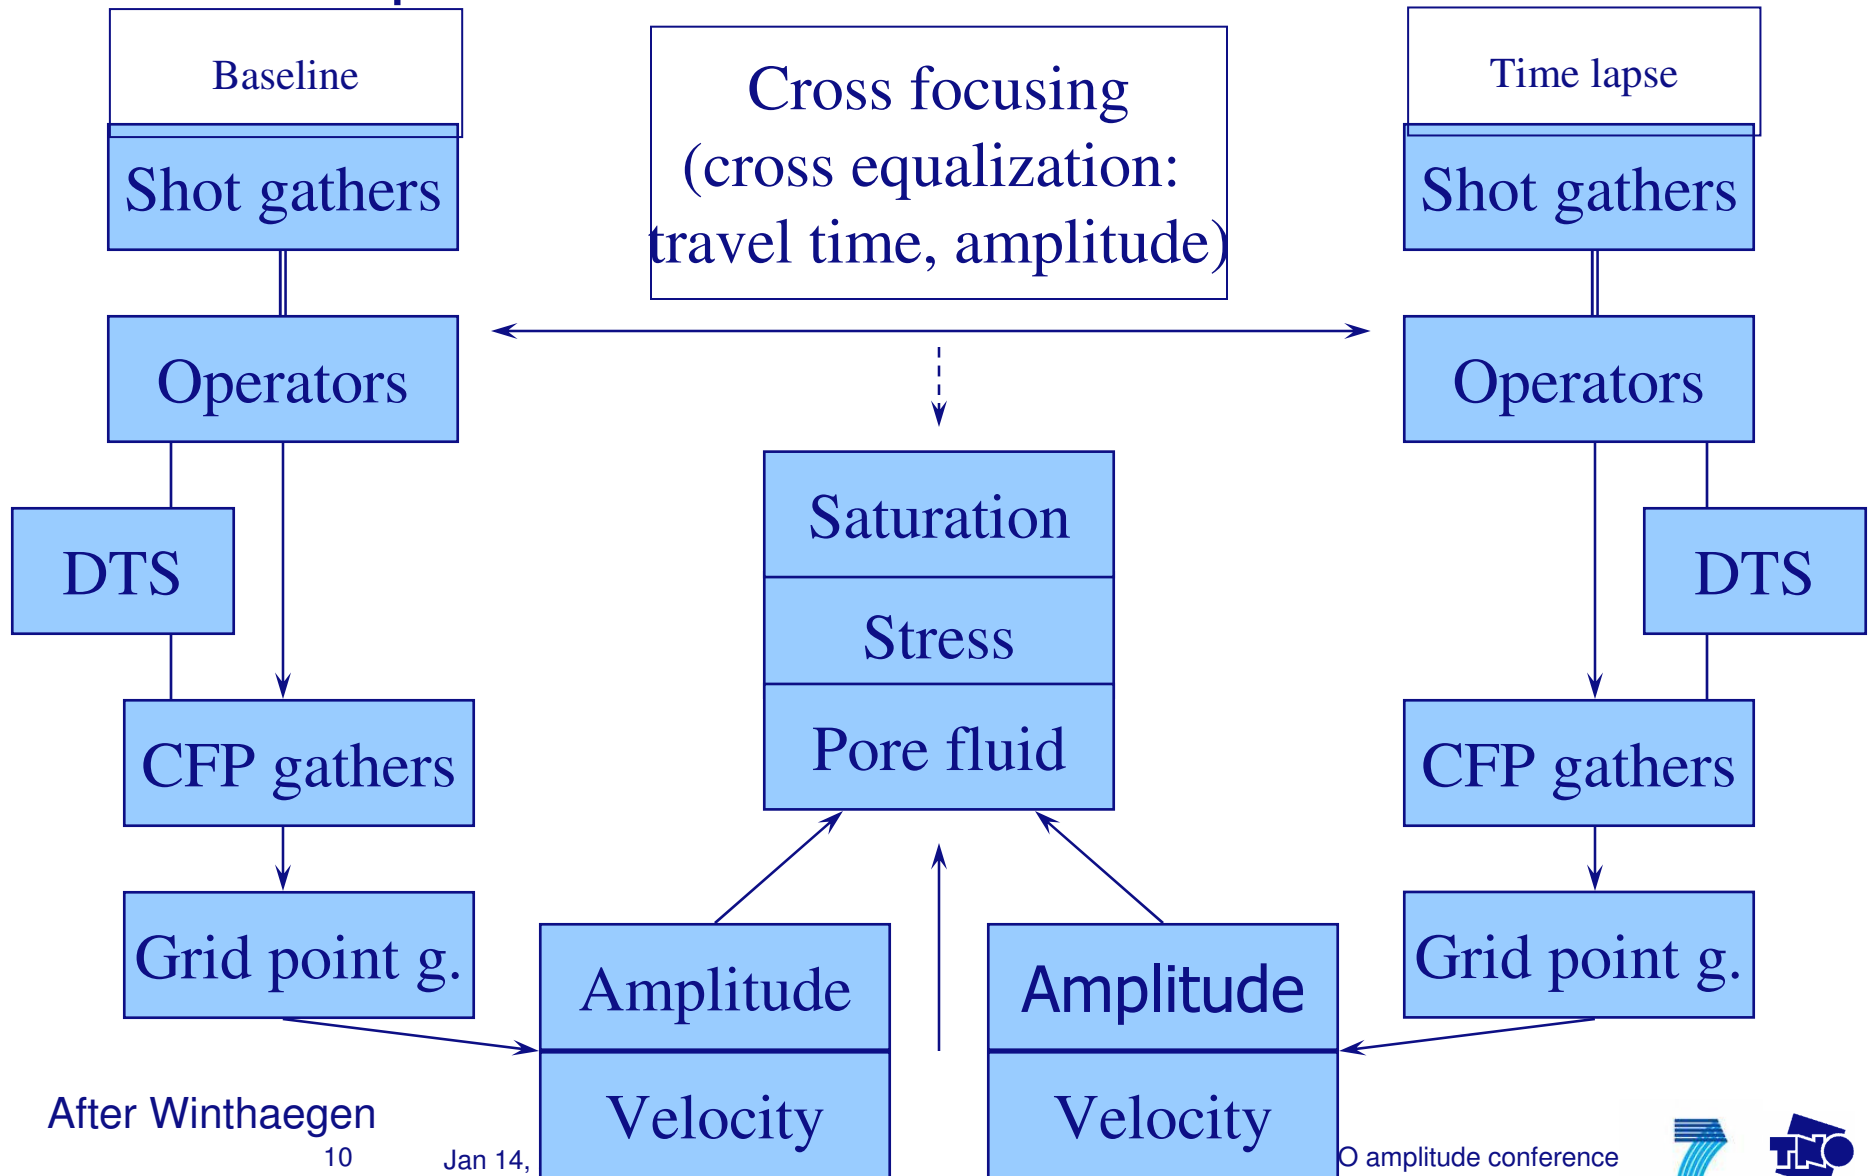 Baseline
Cross focusing
(cross equalization:
travel time, amplitude)
Time lapse
Shot gathers
Shot gathers
Operators
Operators
DTS
DTS
Saturation
Stress
Pore fluid
CFP gathers
CFP gathers
Grid point g.
Grid point g.
Amplitude
Amplitude
Velocity
Velocity
After Winthaegen
10
Jan 14,
O amplitude conference
7
TNO